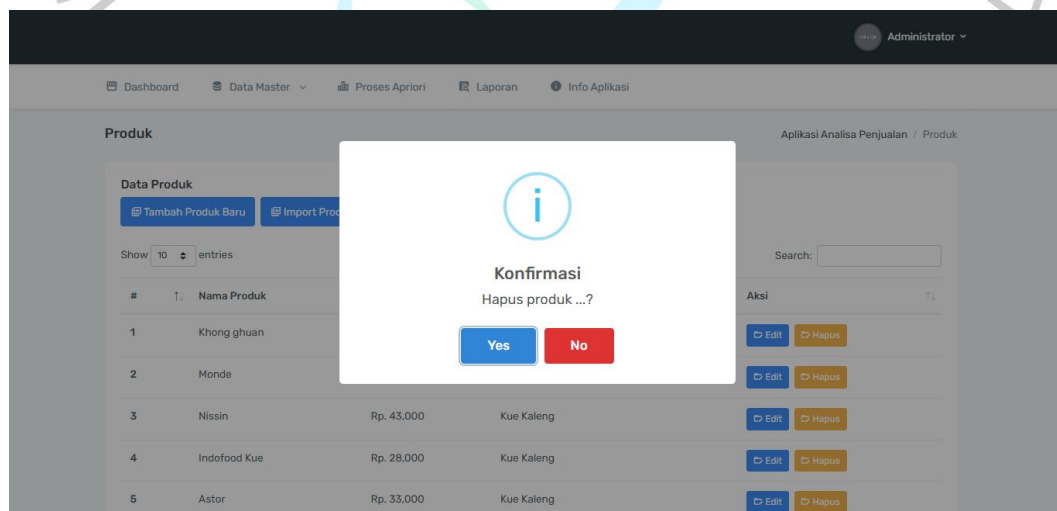 Administrator
Dashboard Data Master Proses Apriori Laporan Info Aplikasi
Produk Aplikasi Analisa Penjualan / Produk
Data Produk
Tambah Produk Baru Import
Show 10 entries Search:
Konfirmasi
Hapus produk ...?
Yes No
# Nama Produk Aksi
1 Khong ghuan Edit Hapus
2 Monde Edit Hapus
3 Nissin Rp. 43,000 Kue Kaleng Edit Hapus
4 Indofood Kue Rp. 28,000 Kue Kaleng Edit Hapus
5 Astor Rp. 33,000 Kue Kaleng Edit Hapus